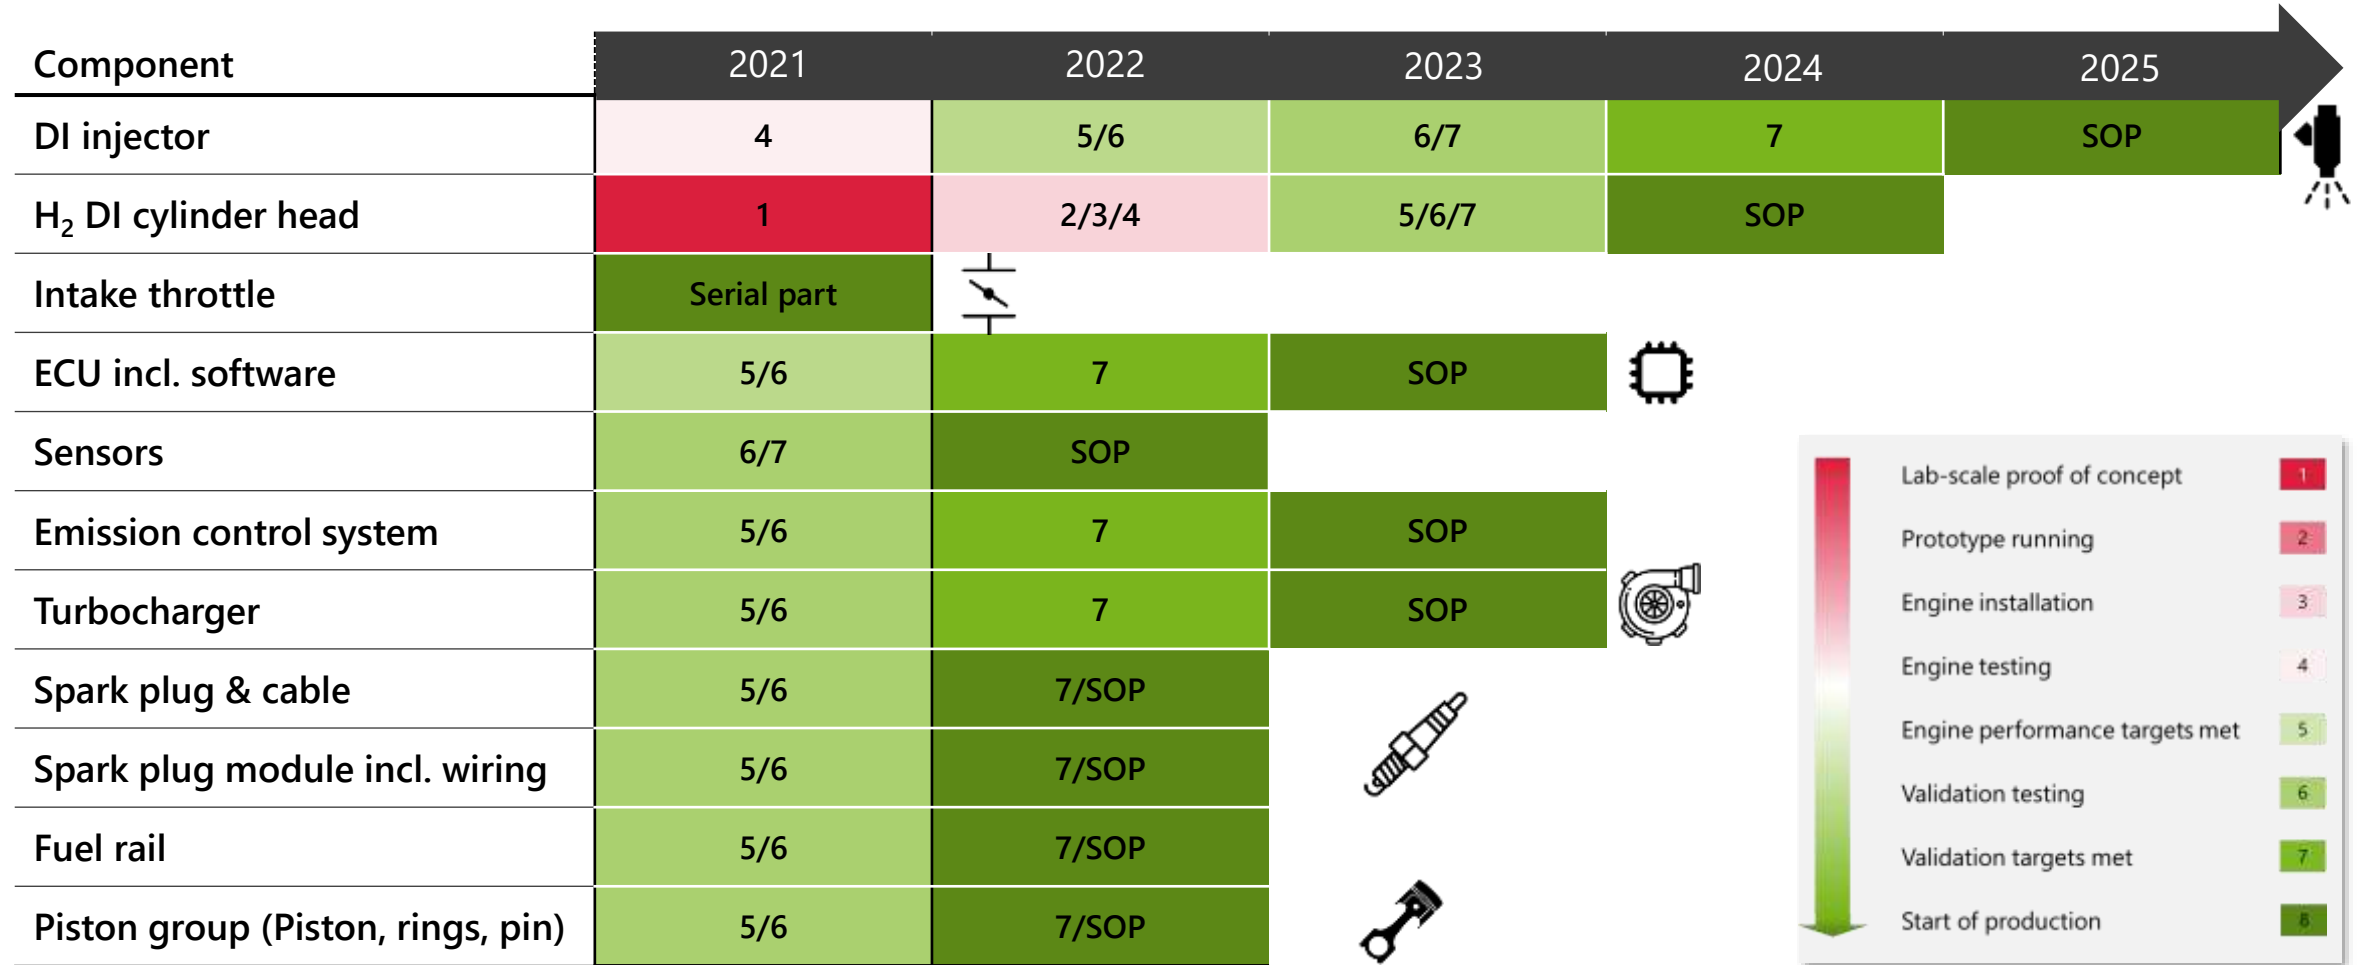 Component 2021 2022 2023 2024 2025
DI injector 4 5/6 6/7 7 SOP
H₂ DI cylinder head 1 2/3/4 5/6/7 SOP
Intake throttle Serial part
ECU incl. software 5/6 7 SOP
Sensors 6/7 SOP
Emission control system 5/6 7 SOP
Turbocharger 5/6 7 SOP
Spark plug & cable 5/6 7/SOP
Spark plug module incl. wiring 5/6 7/SOP
Fuel rail 5/6 7/SOP
Piston group (Piston, rings, pin) 5/6 7/SOP
Lab-scale proof of concept 1
Prototype running 2
Engine installation 3
Engine testing 4
Engine performance targets met 5
Validation testing 6
Validation targets met 7
Start of production 8